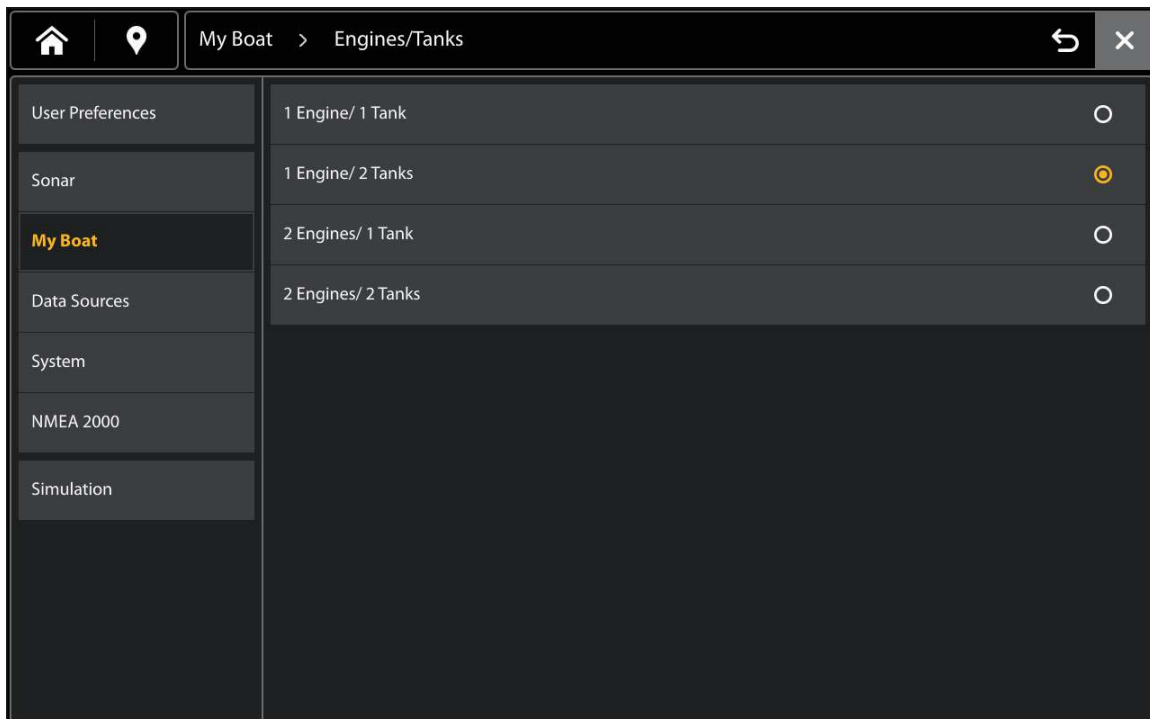 My Boat > Engines/Tanks
User Preferences
Sonar
My Boat
Data Sources
System
NMEA 2000
Simulation
1 Engine/ 1 Tank
1 Engine/ 2 Tanks
2 Engines/ 1 Tank
2 Engines/ 2 Tanks